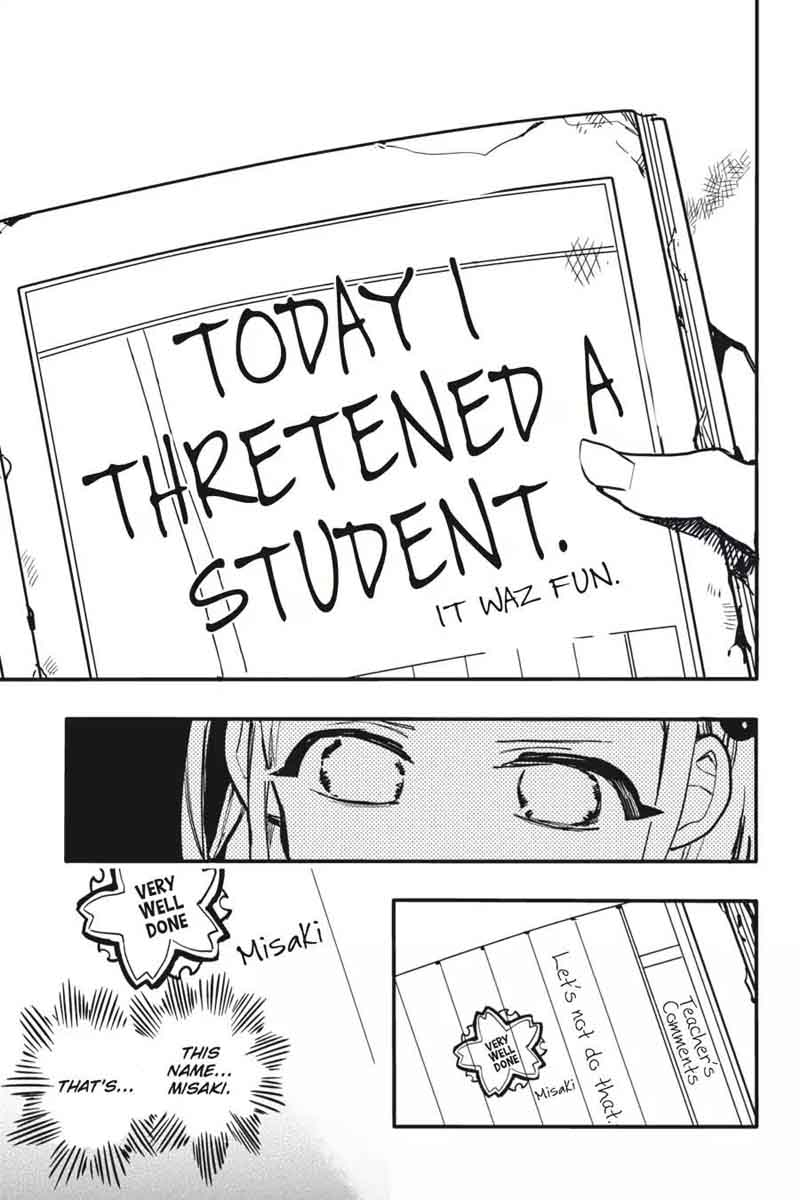 TODAY I
THRETENED A
STUDENT.
IT WAZ FUN.
Teacher's
Comments
Let's not do that.
VERY
WELL
DONE
Misaki
VERY
WELL
DONE
Misaki
THIS
NAME...
MISAKI.
THAT'S...